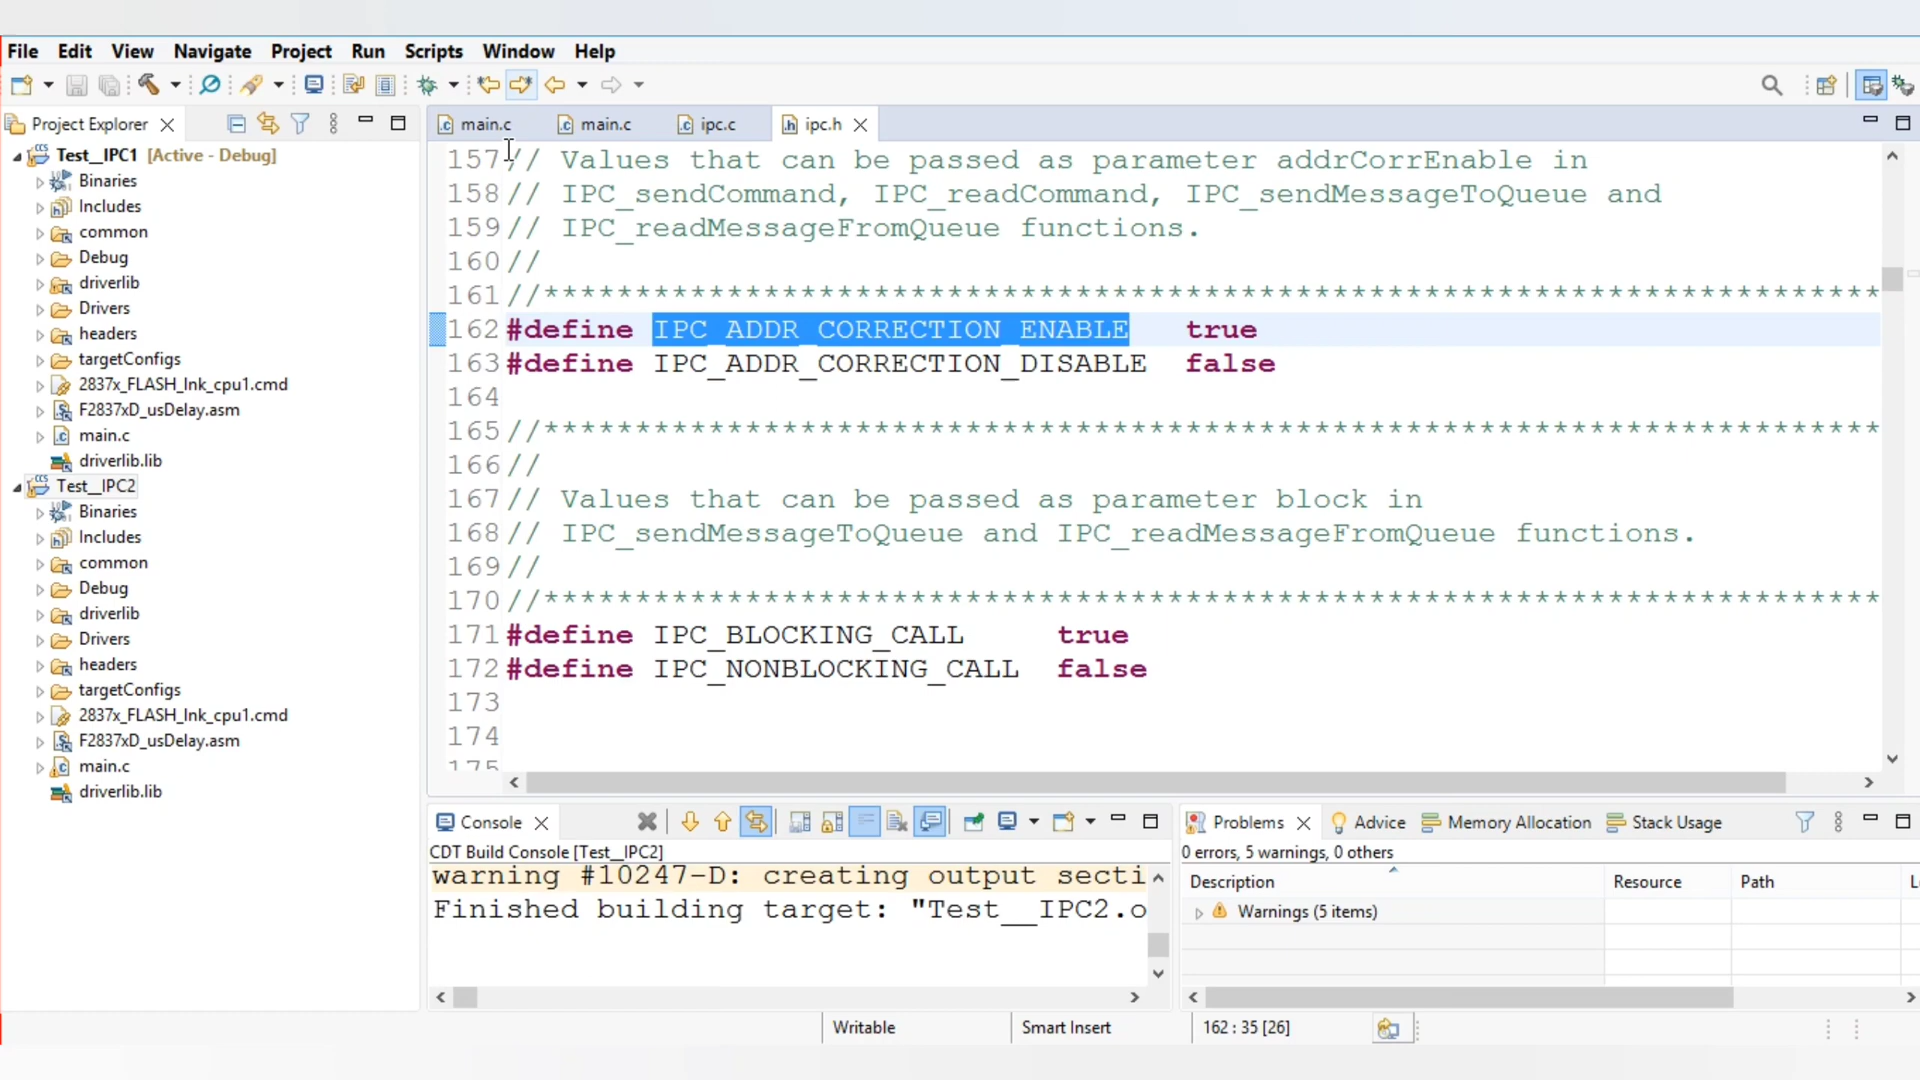 File Edit View Navigate Project Run Scripts Window Help
Project Explorer
main.c
main.c
ipc.c
ipc.h
Test__IPC1 [Active - Debug]
Binaries
Includes
common
Debug
driverlib
Drivers
headers
targetConfigs
2837x_FLASH_lnk_cpu1.cmd
F2837xD_usDelay.asm
main.c
driverlib.lib
Test__IPC2
Binaries
Includes
common
Debug
driverlib
Drivers
headers
targetConfigs
2837x_FLASH_lnk_cpu1.cmd
F2837xD_usDelay.asm
main.c
driverlib.lib
157 // Values that can be passed as parameter addrCorrEnable in
158 // IPC_sendCommand, IPC_readCommand, IPC_sendMessageToQueue and
159 // IPC_readMessageFromQueue functions.
160 //
161 //*************************************************************************
162 #define IPC_ADDR_CORRECTION_ENABLE true
163 #define IPC_ADDR_CORRECTION_DISABLE false
164
165 //*************************************************************************
166 //
167 // Values that can be passed as parameter block in
168 // IPC_sendMessageToQueue and IPC_readMessageFromQueue functions.
169 //
170 //*************************************************************************
171 #define IPC_BLOCKING_CALL true
172 #define IPC_NONBLOCKING_CALL false
173
174
175
Console
CDT Build Console [Test__IPC2]
warning #10247-D: creating output secti
Finished building target: "Test__IPC2.o
Problems Advice Memory Allocation Stack Usage
0 errors, 5 warnings, 0 others
Description Resource Path L
Warnings (5 items)
Writable Smart Insert 162 : 35 [26]